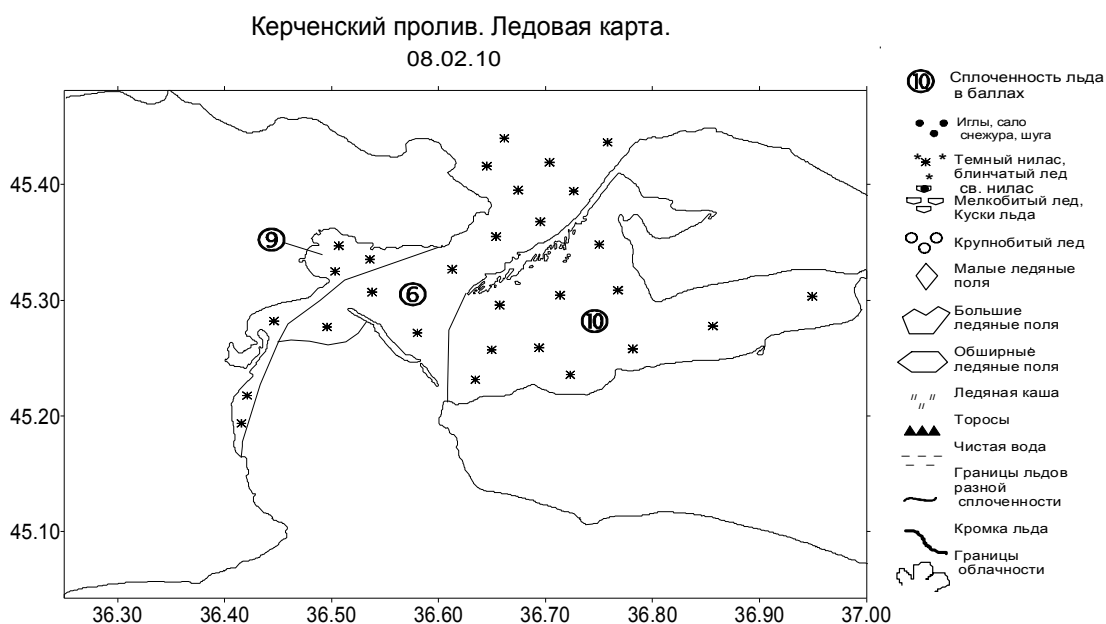 Керченский пролив. Ледовая карта.
08.02.10
45.40
45.30
45.20
45.10
36.30 36.40 36.50 36.60 36.70 36.80 36.90 37.00
9
6
10
10 Сплоченность льда
в баллах
Иглы, сало
снежура, шуга
Темный нилас,
блинчатый лед
св. нилас
Мелкобитый лед,
Куски льда
Крупнобитый лед
Малые ледяные
поля
Большие
ледяные поля
Обширные
ледяные поля
Ледяная каша
Торосы
Чистая вода
Границы льдов
разной
сплоченности
Кромка льда
Границы
облачности